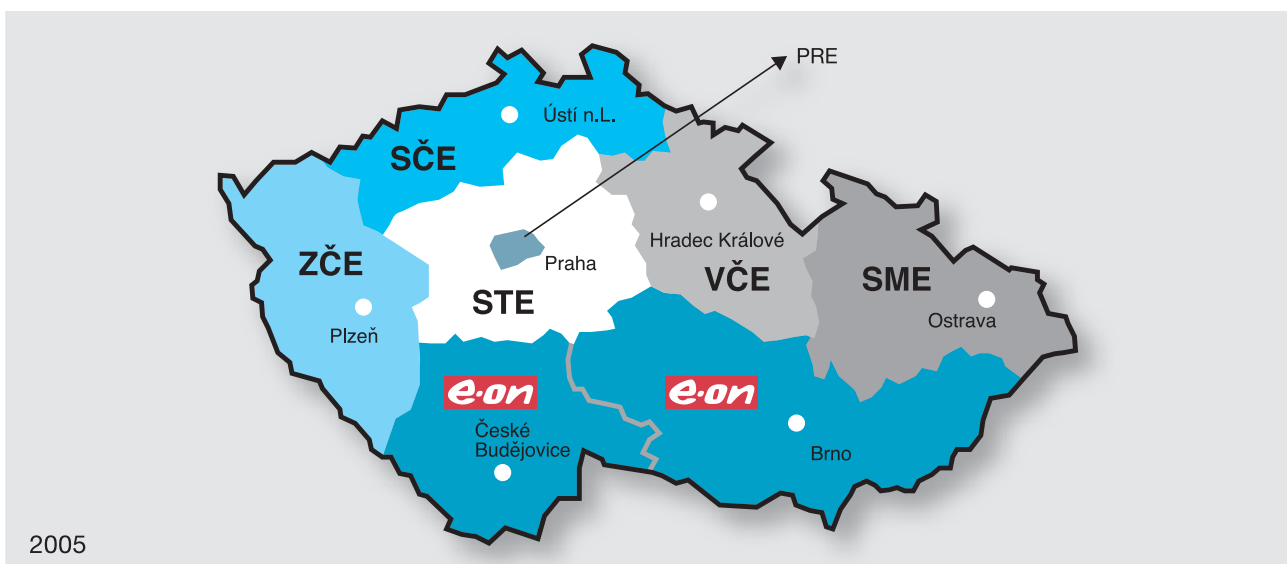 PRE
Ústí n.L.
SČE
Hradec Králové
ZČE
Praha
VČE
SME
STE
Ostrava
Plzeň
e·on
e·on
České
Budějovice
Brno
2005